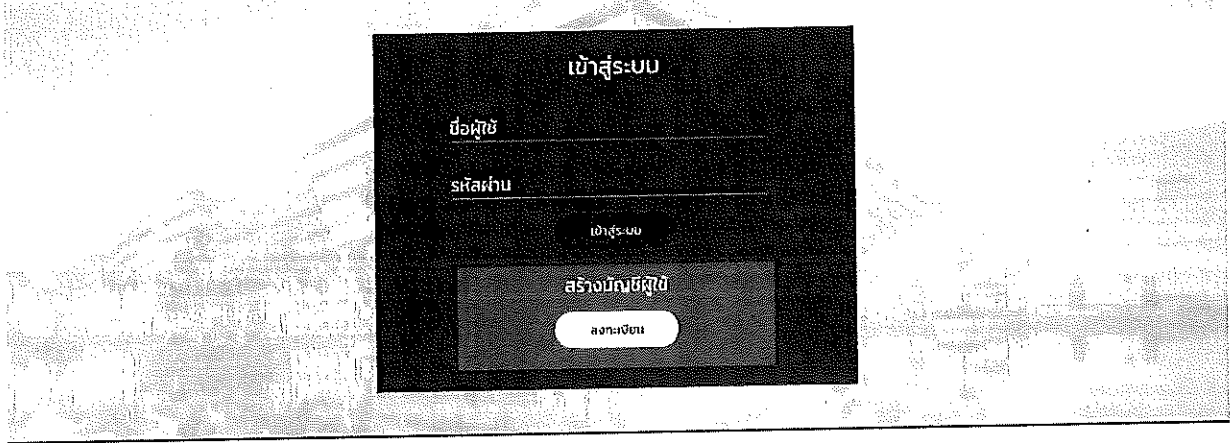 เข้าสู่ระบบ
ชื่อผู้ใช้
รหัสผ่าน
เข้าสู่ระบบ
สร้างบัญชีผู้ใช้
ลงทะเบียน